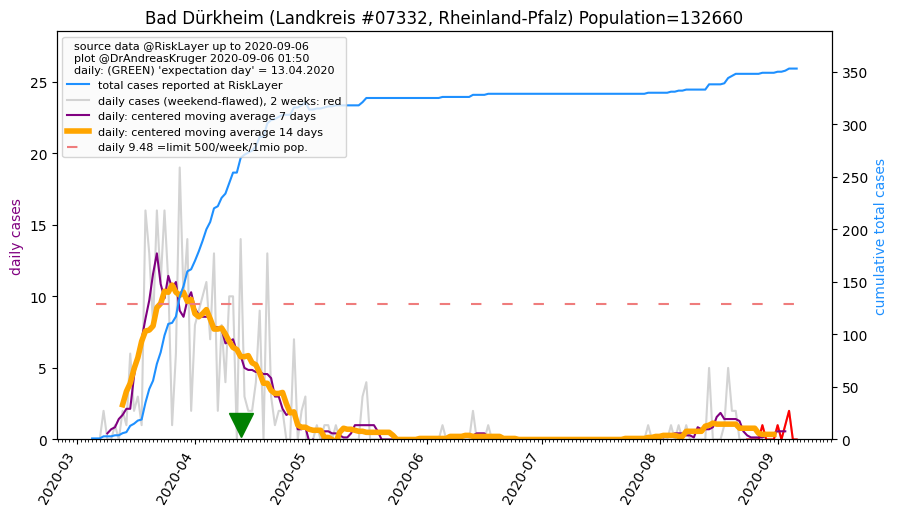 Bad Dürkheim (Landkreis #07332, Rheinland-Pfalz) Population=132660
source data @RiskLayer up to 2020-09-06
plot @DrAndreasKruger 2020-09-06 01:50
daily: (GREEN) 'expectation day' = 13.04.2020
total cases reported at RiskLayer
daily cases (weekend-flawed), 2 weeks: red
daily: centered moving average 7 days
daily: centered moving average 14 days
daily 9.48 =limit 500/week/1mio pop.
daily cases
25
20
15
10
5
0
cumulative total cases
350
300
250
200
150
100
50
0
2020-03
2020-04
2020-05
2020-06
2020-07
2020-08
2020-09